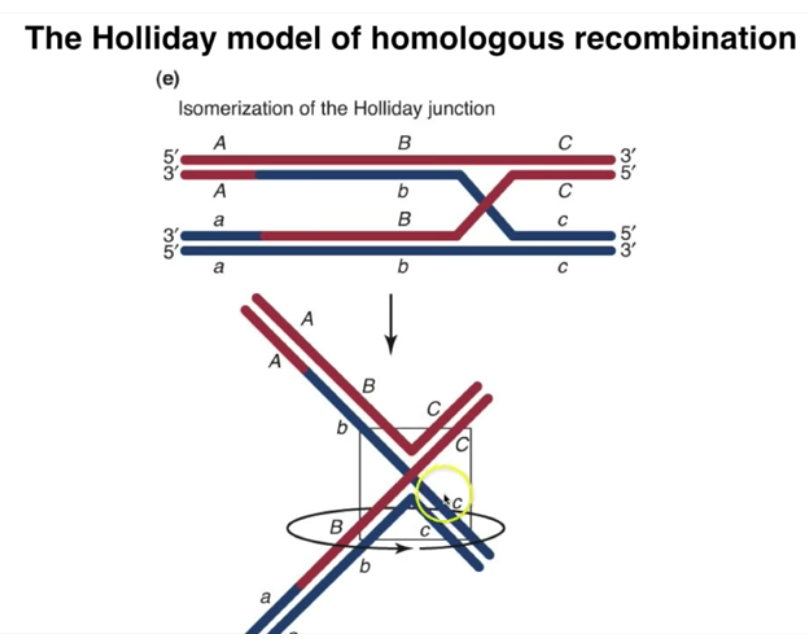 The Holliday model of homologous recombination
(e)
Isomerization of the Holliday junction
A B C
5′ 3′
3′ 5′
A b C
a B c
3′ 5′
5′ 3′
a b c
A
A
B
C
b
C
c
B
c
b
a